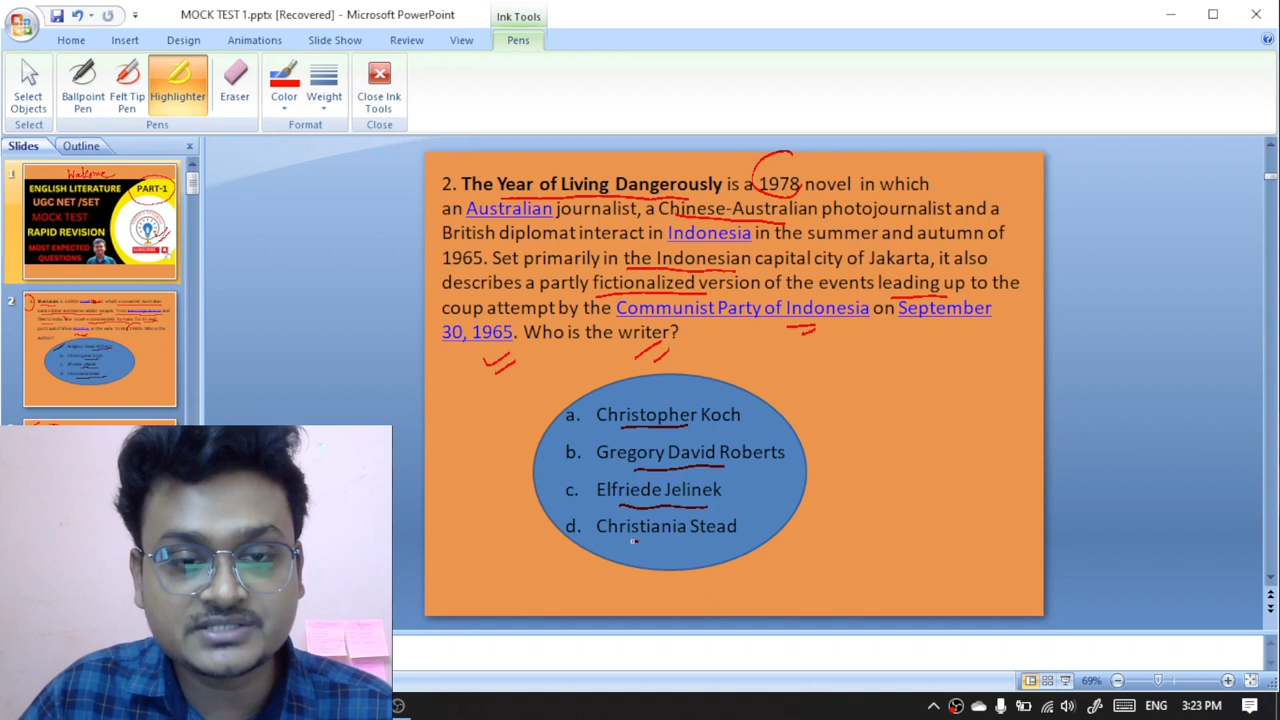 MOCK TEST 1.pptx [Recovered] - Microsoft PowerPoint
Ink Tools
Home Insert Design Animations Slide Show Review View Pens
Select Objects
Ballpoint Pen
Felt Tip Pen
Highlighter
Eraser
Color
Weight
Close Ink Tools
Select Pens Format Close
Slides Outline x
1
Welcome
ENGLISH LITERATURE
PART-1
UGC NET /SET
MOCK TEST
RAPID REVISION
MOST EXPECTED
QUESTIONS
2
2. The Year of Living Dangerously is a 1978 novel in which
an Australian journalist, a Chinese-Australian photojournalist and a
British diplomat interact in Indonesia in the summer and autumn of
1965. Set primarily in the Indonesian capital city of Jakarta, it also
describes a partly fictionalized version of the events leading up to the
coup attempt by the Communist Party of Indonesia on September
30, 1965. Who is the writer?
a. Christopher Koch
b. Gregory David Roberts
c. Elfriede Jelinek
d. Christiania Stead
69%
ENG 3:23 PM